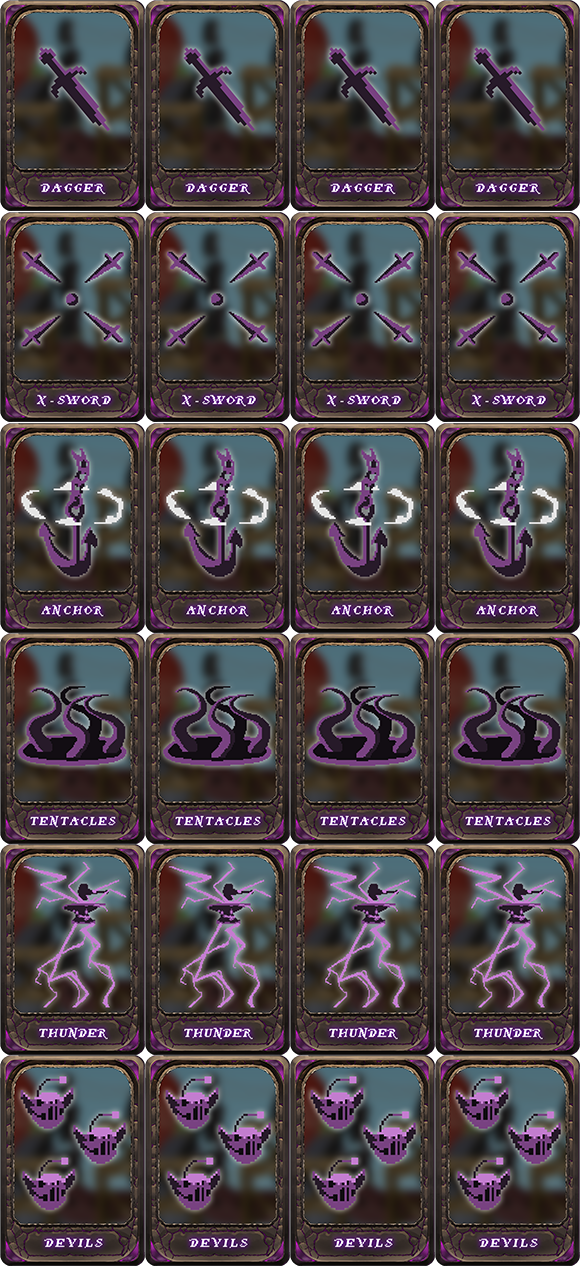 DAGGER DAGGER DAGGER DAGGER
X-SWORD X-SWORD X-SWORD X-SWORD
ANCHOR ANCHOR ANCHOR ANCHOR
TENTACLES TENTACLES TENTACLES TENTACLES
THUNDER THUNDER THUNDER THUNDER
DEVILS DEVILS DEVILS DEVILS